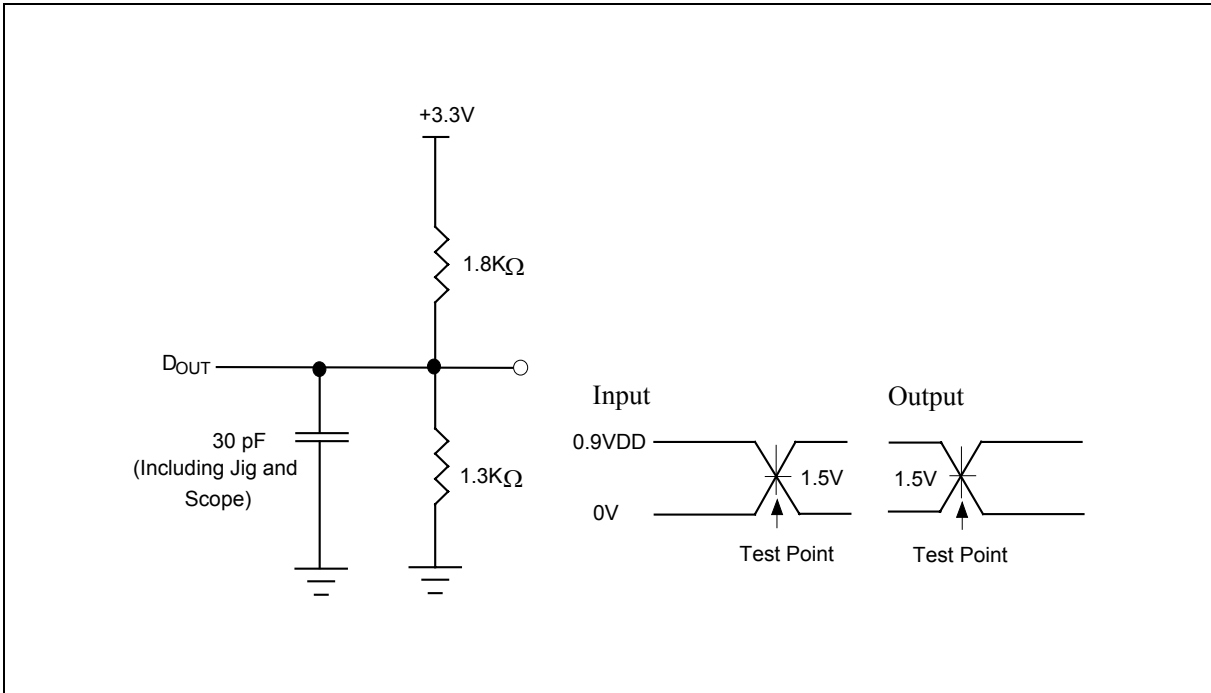 +3.3V
1.8KΩ
DOUT
30 pF
(Including Jig and
Scope)
1.3KΩ
Input
Output
0.9VDD
1.5V
1.5V
0V
Test Point
Test Point